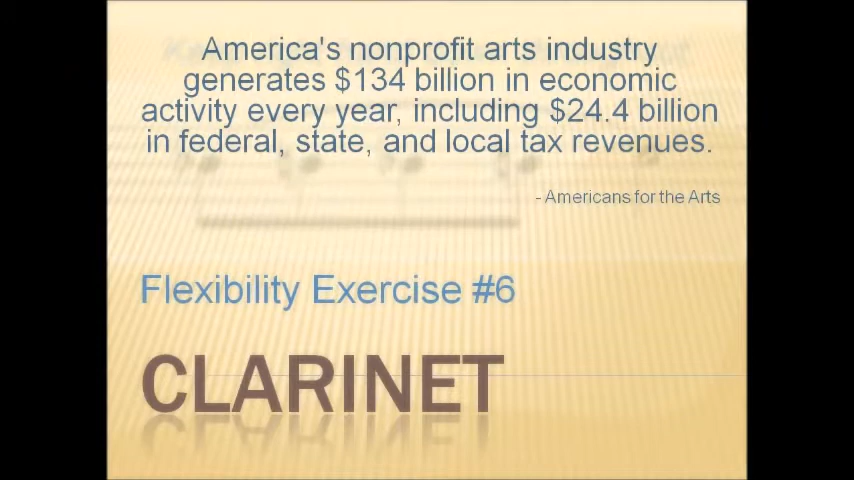 America's nonprofit arts industry
generates $134 billion in economic
activity every year, including $24.4 billion
in federal, state, and local tax revenues.
- Americans for the Arts
Flexibility Exercise #6
CLARINET